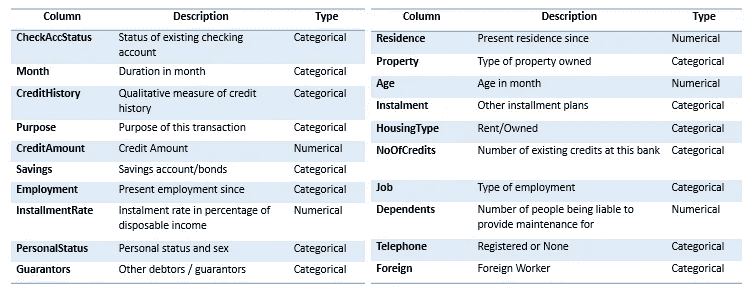 Column Description Type
CheckAccStatus Status of existing checking Categorical
account
Month Duration in month Categorical
CreditHistory Qualitative measure of credit Categorical
history
Purpose Purpose of this transaction Categorical
CreditAmount Credit Amount Numerical
Savings Savings account/bonds Categorical
Employment Present employment since Categorical
InstallmentRate Instalment rate in percentage of Numerical
disposable income
PersonalStatus Personal status and sex Categorical
Guarantors Other debtors / guarantors Categorical
Column Description Type
Residence Present residence since Numerical
Property Type of property owned Categorical
Age Age in month Numerical
Instalment Other installment plans Categorical
HousingType Rent/Owned Categorical
NoOfCredits Number of existing credits at this bank Categorical
Job Type of employment Categorical
Dependents Number of people being liable to Numerical
provide maintenance for
Telephone Registered or None Categorical
Foreign Foreign Worker Categorical